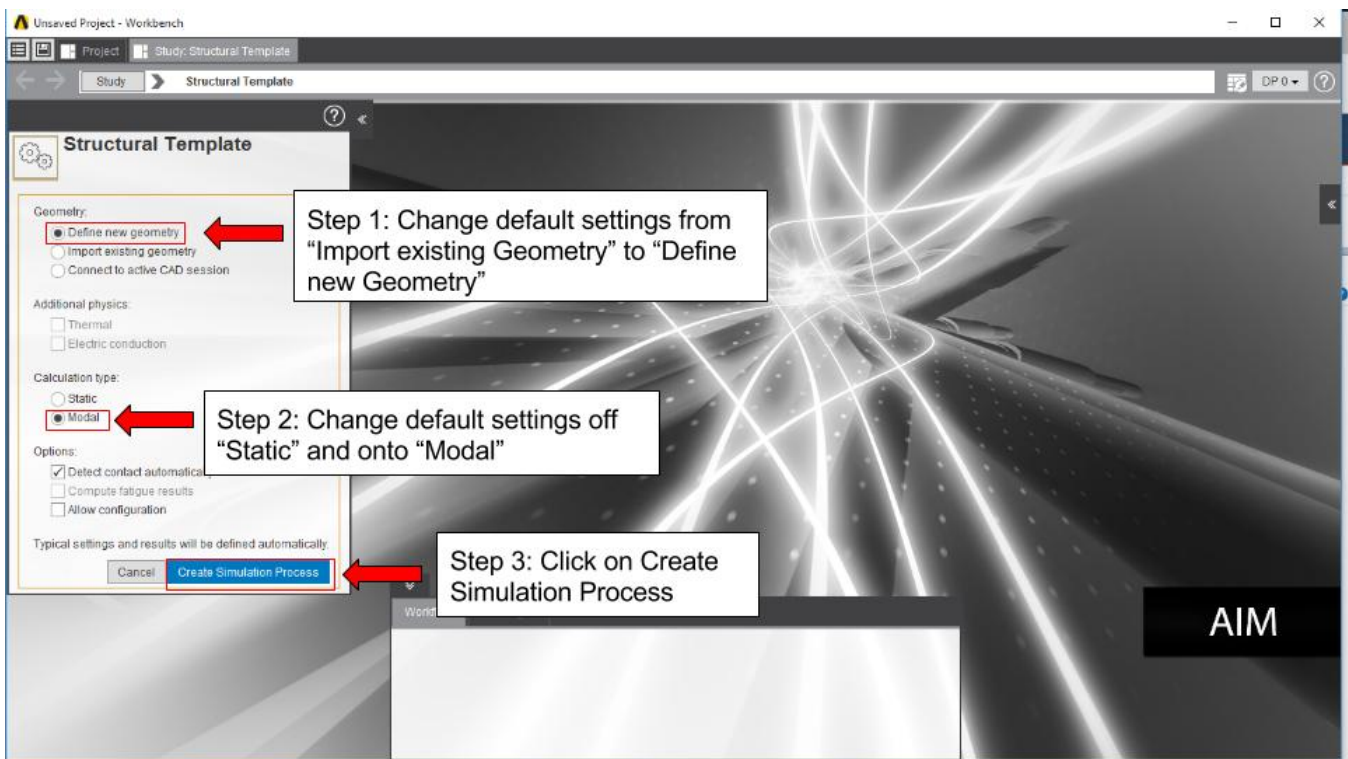 Unsaved Project - Workbench
Project
Study: Structural Template
Study
Structural Template
DP 0
Structural Template
Geometry:
Define new geometry
Import existing geometry
Connect to active CAD session
Additional physics:
Thermal
Electric conduction
Calculation type:
Static
Modal
Options:
Detect contact
Compute fatigue results
Allow configuration
Typical settings and results will be defined automatically.
Cancel
Create Simulation Process
Step 1: Change default settings from
“Import existing Geometry” to “Define
new Geometry”
Step 2: Change default settings off
“Static” and onto “Modal”
Step 3: Click on Create
Simulation Process
AIM